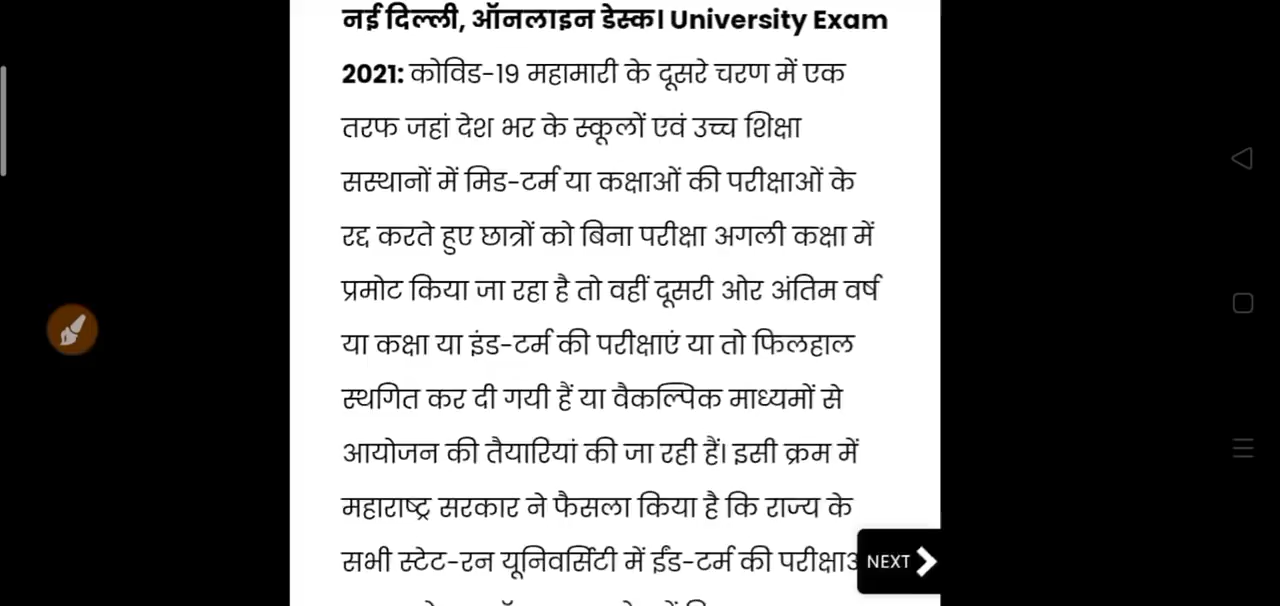 नई दिल्ली, ऑनलाइन डेस्क। University Exam
2021: कोविड-19 महामारी के दूसरे चरण में एक
तरफ जहां देश भर के स्कूलों एवं उच्च शिक्षा
सस्थानों में मिड-टर्म या कक्षाओं की परीक्षाओं के
रद्द करते हुए छात्रों को बिना परीक्षा अगली कक्षा में
प्रमोट किया जा रहा है तो वहीं दूसरी ओर अंतिम वर्ष
या कक्षा या इंड-टर्म की परीक्षाएं या तो फिलहाल
स्थगित कर दी गयी हैं या वैकल्पिक माध्यमों से
आयोजन की तैयारियां की जा रही हैं। इसी क्रम में
महाराष्ट्र सरकार ने फैसला किया है कि राज्य के
सभी स्टेट-रन यूनिवर्सिटी में ईंड-टर्म की
NEXT